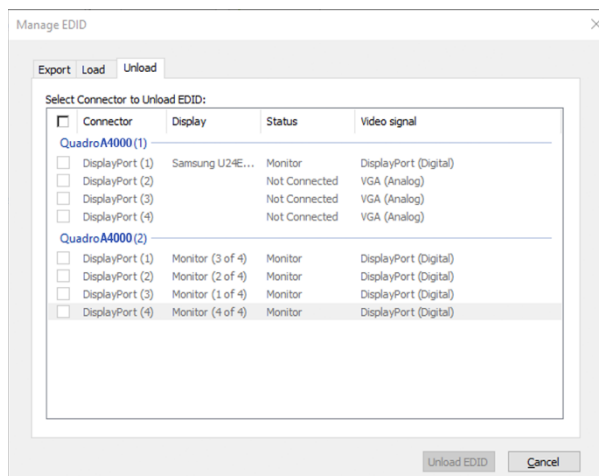 Manage EDID
Export Load Unload
Select Connector to Unload EDID:
Connector Display Status Video signal
Quadro A4000 (1)
DisplayPort (1) Samsung U24E... Monitor DisplayPort (Digital)
DisplayPort (2) Not Connected VGA (Analog)
DisplayPort (3) Not Connected VGA (Analog)
DisplayPort (4) Not Connected VGA (Analog)
Quadro A4000 (2)
DisplayPort (1) Monitor (3 of 4) Monitor DisplayPort (Digital)
DisplayPort (2) Monitor (2 of 4) Monitor DisplayPort (Digital)
DisplayPort (3) Monitor (1 of 4) Monitor DisplayPort (Digital)
DisplayPort (4) Monitor (4 of 4) Monitor DisplayPort (Digital)
Unload EDID Cancel